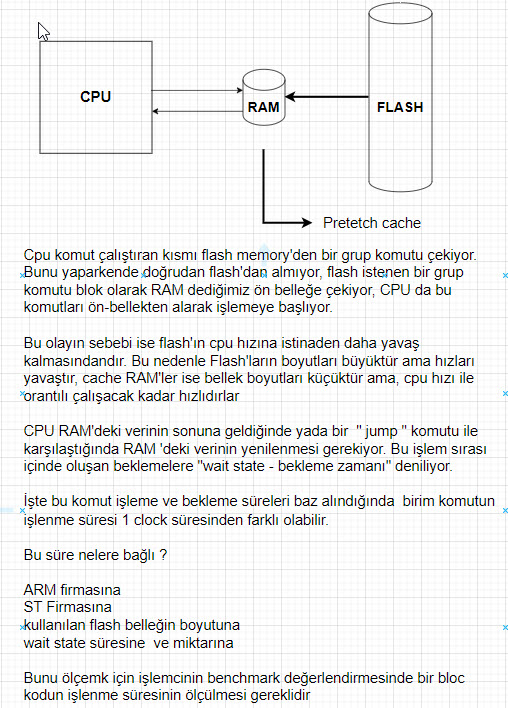 CPU
RAM
FLASH
Pretetch cache
Cpu komut çalıştıran kısmı flash memory'den bir grup komutu çekiyor.
Bunu yaparkende doğrudan flash'dan almıyor, flash istenen bir grup
komutu blok olarak RAM dediğimiz ön belleğe çekiyor, CPU da bu
komutları ön-bellekten alarak işlemeye başlıyor.
Bu olayın sebebi ise flash'ın cpu hızına istinaden daha yavaş
kalmasındandır. Bu nedenle Flash'ların boyutları büyüktür ama hızları
yavaştır, cache RAM'ler ise bellek boyutları küçüktür ama, cpu hızı ile
orantılı çalışacak kadar hızlıdırlar
CPU RAM'deki verinin sonuna geldiğinde yada bir " jump " komutu ile
karşılaştığında RAM 'deki verinin yenilenmesi gerekiyor. Bu işlem sırası
içinde oluşan beklemelere "wait state - bekleme zamanı" deniliyor.
İşte bu komut işleme ve bekleme süreleri baz alındığında birim komutun
işlenme süresi 1 clock süresinden farklı olabilir.
Bu süre nelere bağlı ?
ARM firmasına
ST Firmasına
kullanılan flash belleğin boyutuna
wait state süresine ve miktarına
Bunu ölçemk için işlemcinin benchmark değerlendirmesinde bir bloc
kodun işlenme süresinin ölçülmesi gereklidir